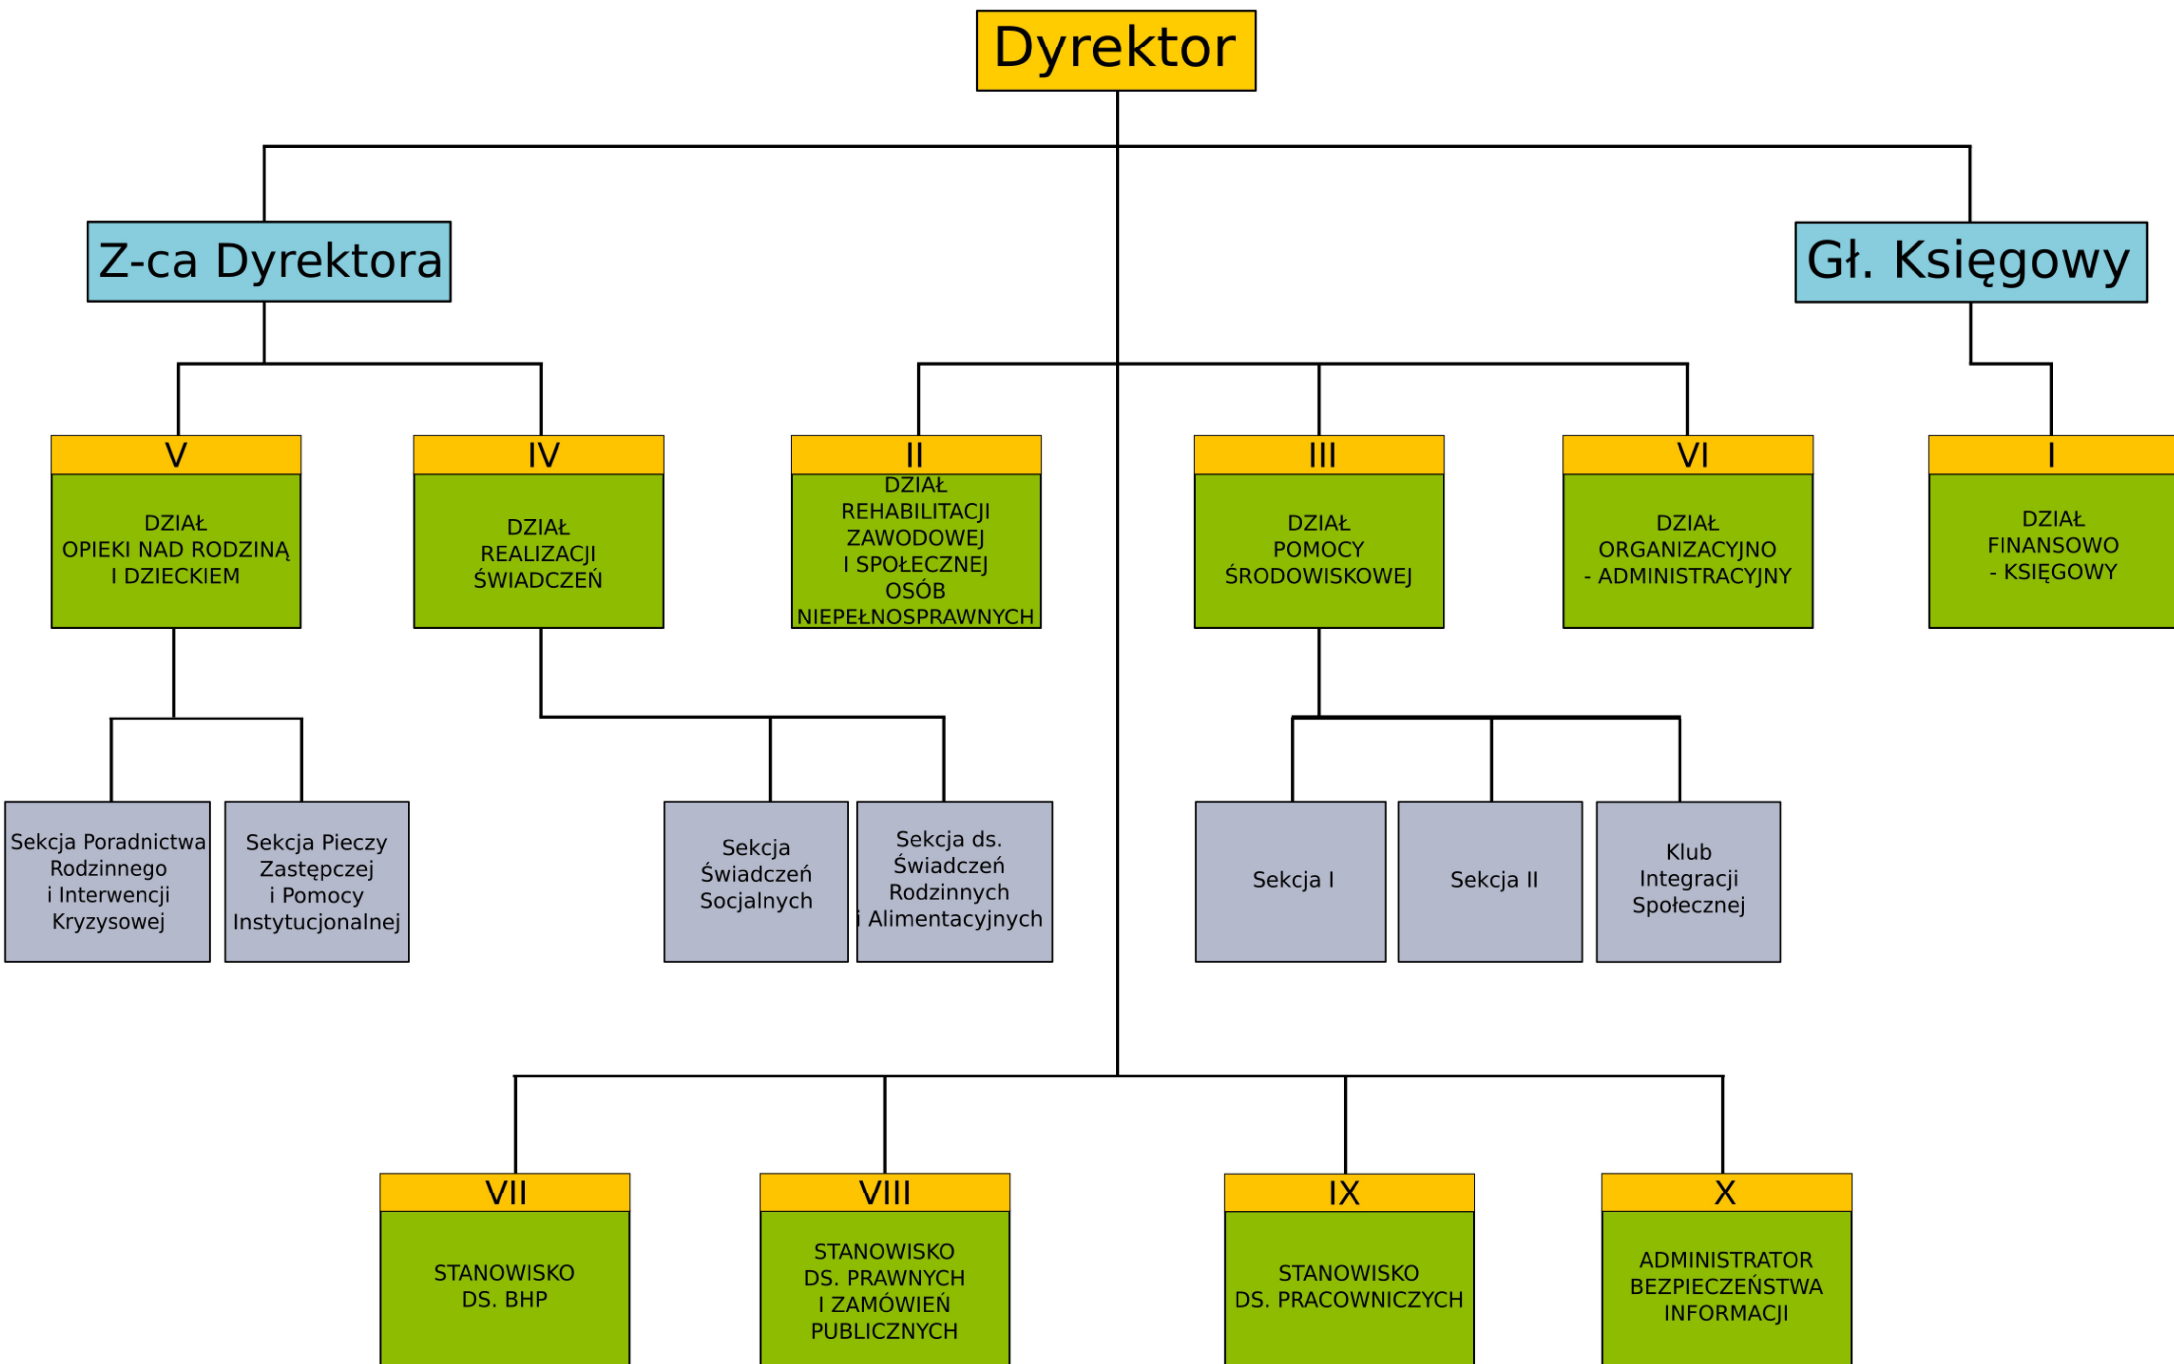 Dyrektor
Z-ca Dyrektora
Gł. Księgowy
V
DZIAŁ
OPIEKI NAD RODZINĄ
I DZIECKIEM
IV
DZIAŁ
REALIZACJI
ŚWIADCZEŃ
II
DZIAŁ
REHABILITACJI
ZAWODOWEJ
I SPOŁECZNEJ
OSÓB
NIEPEŁNOSPRAWNYCH
III
DZIAŁ
POMOCY
ŚRODOWISKOWEJ
VI
DZIAŁ
ORGANIZACYJNO
- ADMINISTRACYJNY
I
DZIAŁ
FINANSOWO
- KSIĘGOWY
Sekcja Poradnictwa
Rodzinnego
i Interwencji
Kryzysowej
Sekcja Pieczy
Zastępczej
i Pomocy
Instytucjonalnej
Sekcja
Świadczeń
Socjalnych
Sekcja ds.
Świadczeń
Rodzinnych
i Alimentacyjnych
Sekcja I
Sekcja II
Klub
Integracji
Społecznej
VII
STANOWISKO
DS. BHP
VIII
STANOWISKO
DS. PRAWNYCH
I ZAMÓWIEŃ
PUBLICZNYCH
IX
STANOWISKO
DS. PRACOWNICZYCH
X
ADMINISTRATOR
BEZPIECZEŃSTWA
INFORMACJI